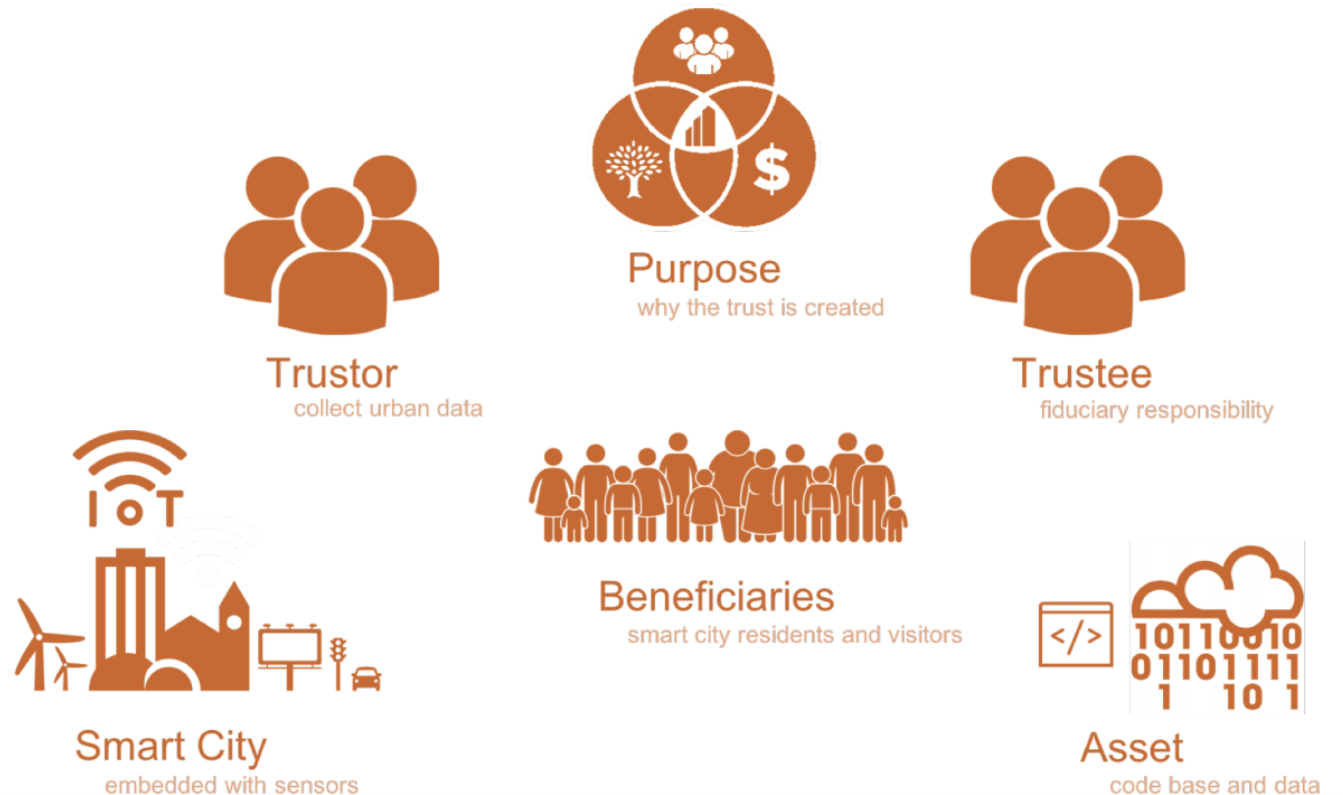 $
Purpose
why the trust is created
Trustor
collect urban data
Trustee
fiduciary responsibility
IoT
Beneficiaries
smart city residents and visitors
</>
10110010
01101111
1 10 1
Smart City
embedded with sensors
Asset
code base and data